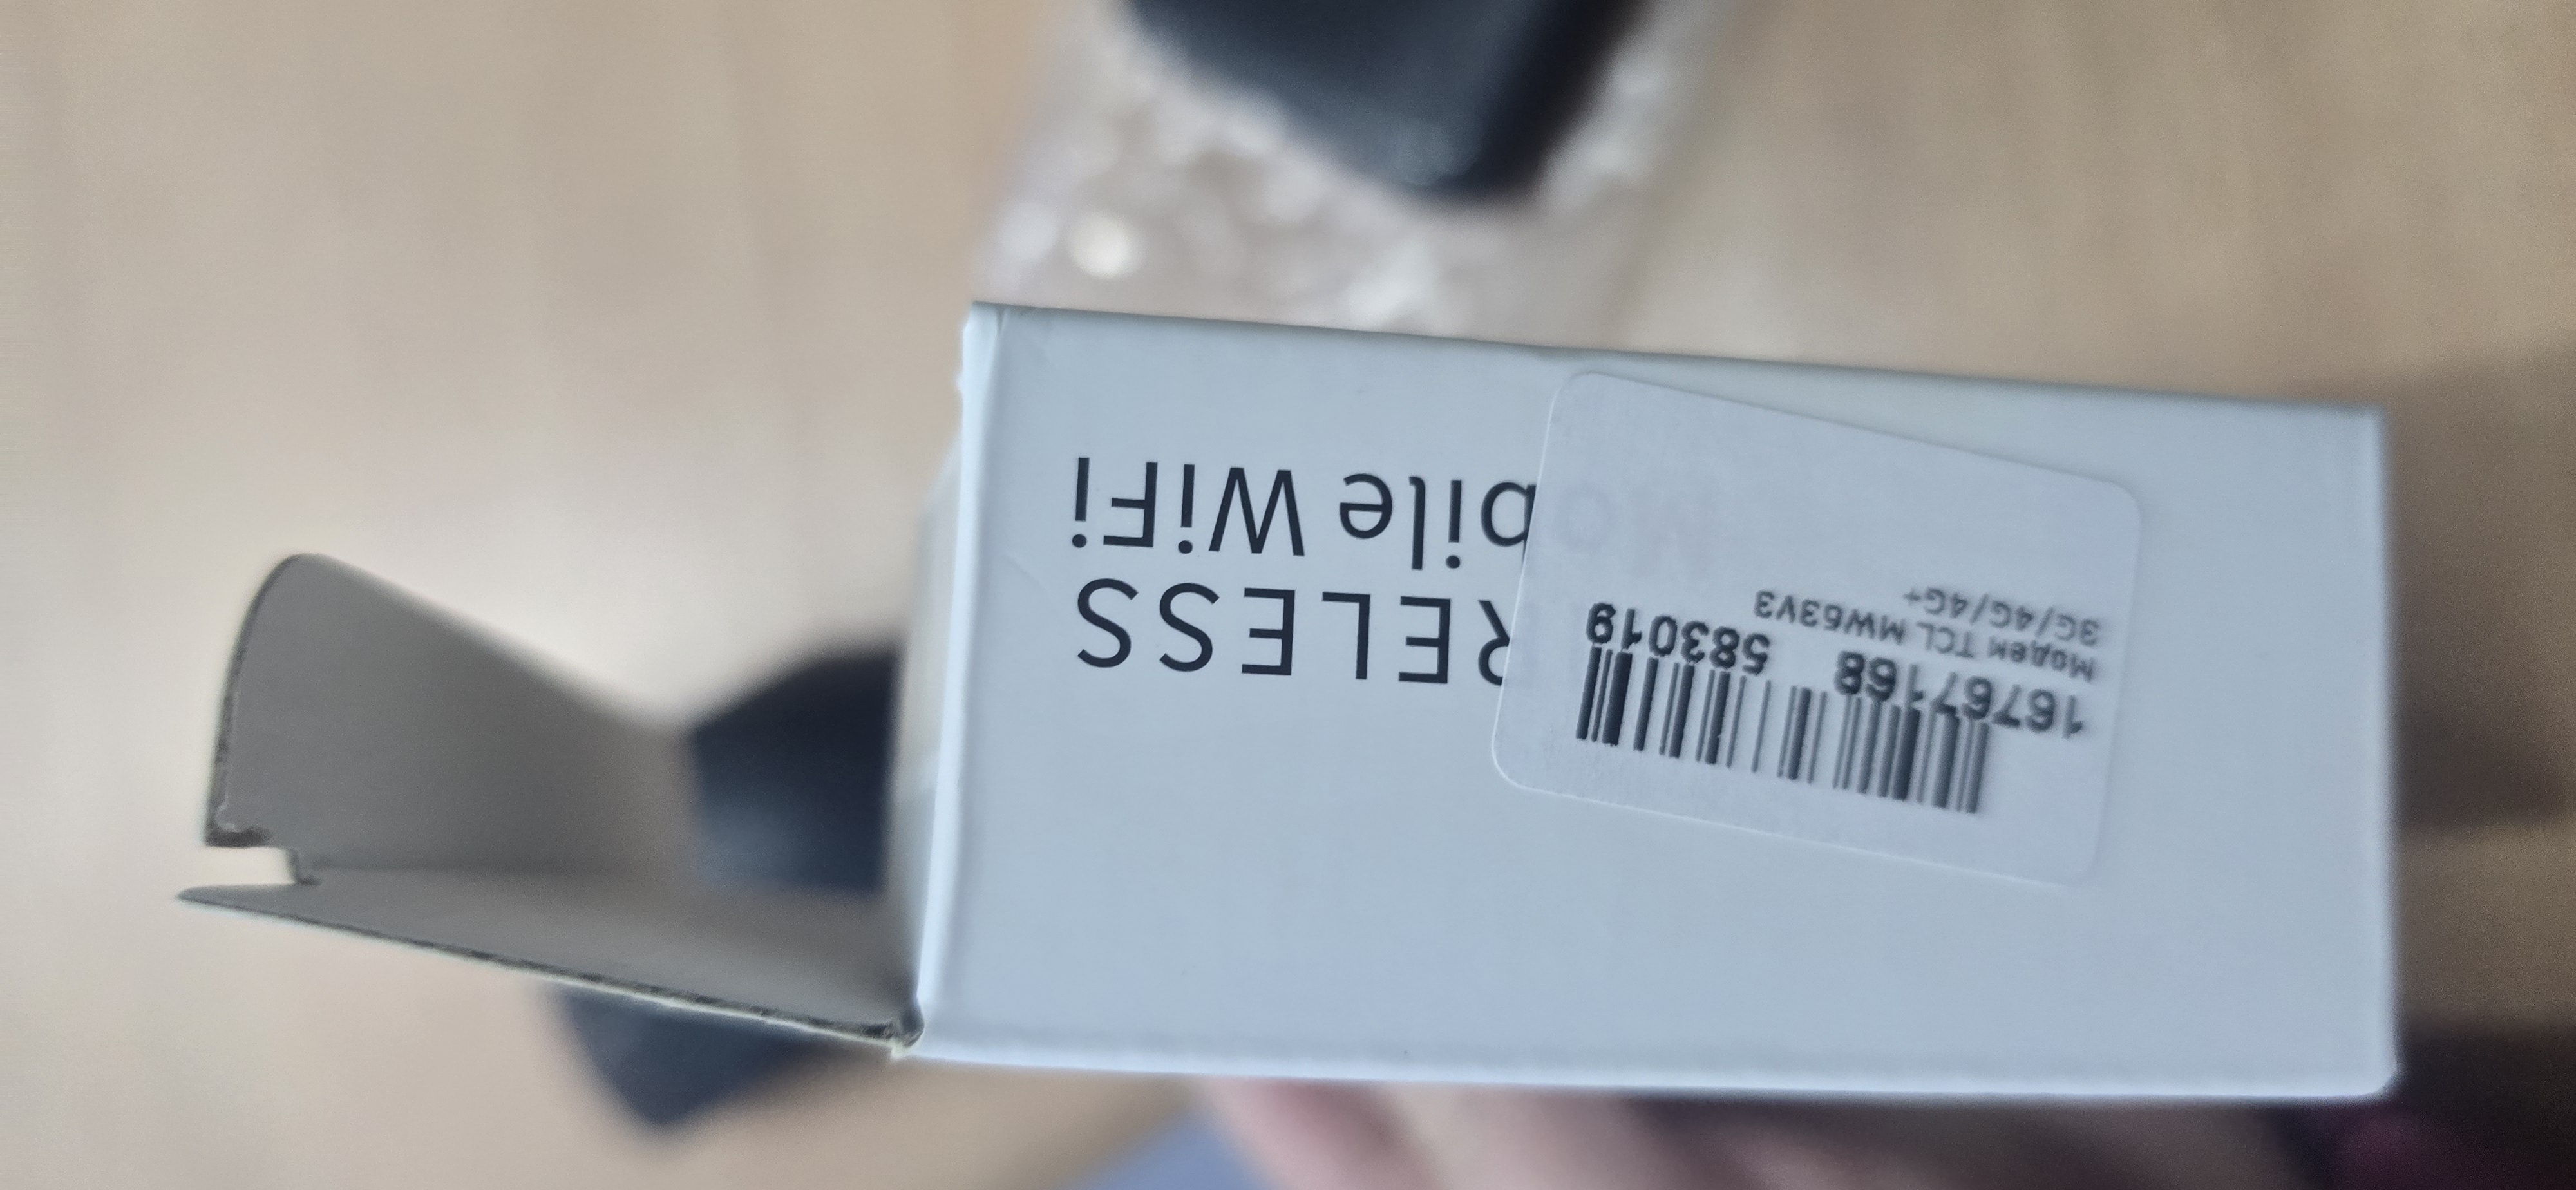 16767168 583019
Модем TCL MW63V3
3G/4G/4G+
RELESS
bile WiFi